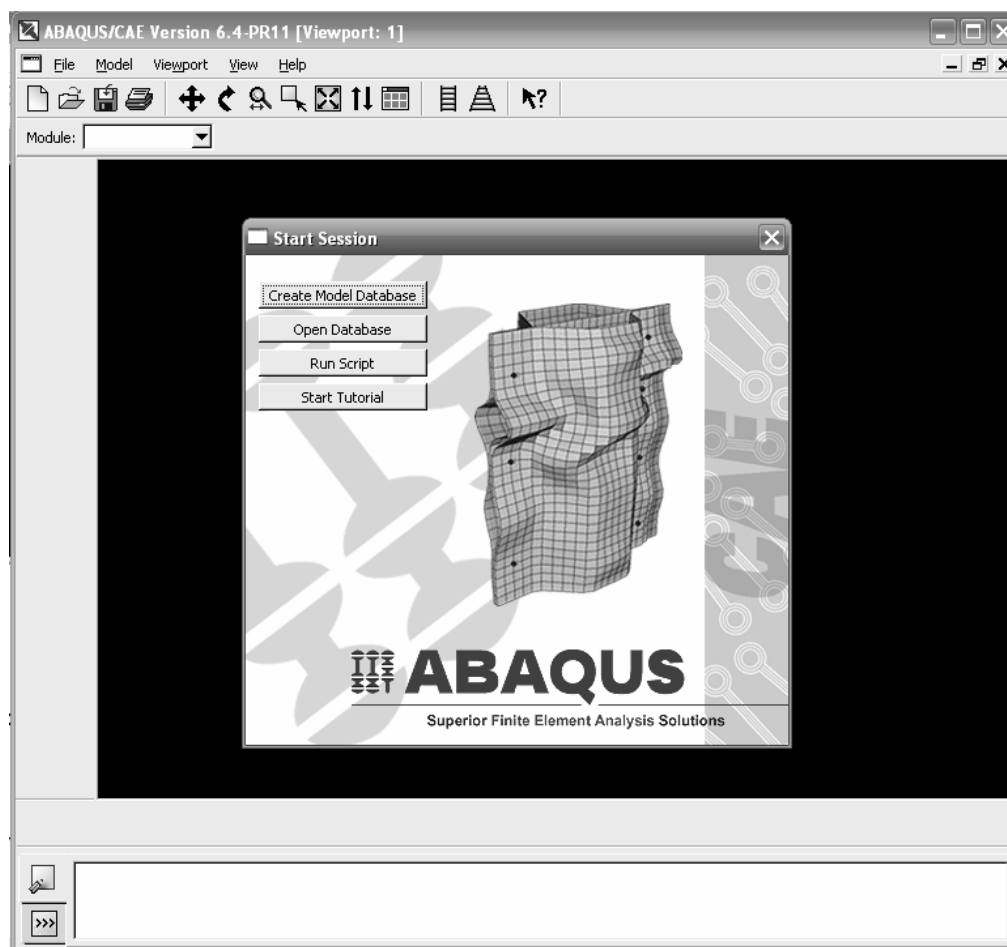 ABAQUS/CAE Version 6.4-PR11 [Viewport: 1]
File Model Viewport View Help
Module:
Start Session
Create Model Database
Open Database
Run Script
Start Tutorial
CAE
ABAQUS
Superior Finite Element Analysis Solutions
>>>